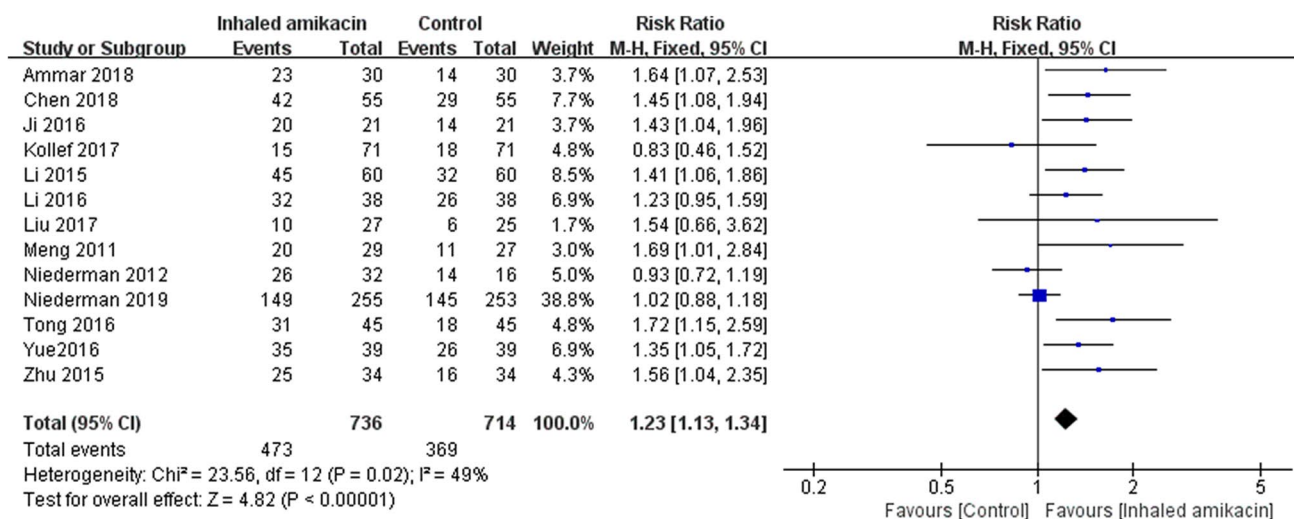 Inhaled amikacin Control Risk Ratio Risk Ratio
Study or Subgroup Events Total Events Total Weight M-H, Fixed, 95% CI M-H, Fixed, 95% CI
Ammar 2018 23 30 14 30 3.7% 1.64 [1.07, 2.53]
Chen 2018 42 55 29 55 7.7% 1.45 [1.08, 1.94]
Ji 2016 20 21 14 21 3.7% 1.43 [1.04, 1.96]
Kollef 2017 15 71 18 71 4.8% 0.83 [0.46, 1.52]
Li 2015 45 60 32 60 8.5% 1.41 [1.06, 1.86]
Li 2016 32 38 26 38 6.9% 1.23 [0.95, 1.59]
Liu 2017 10 27 6 25 1.7% 1.54 [0.66, 3.62]
Meng 2011 20 29 11 27 3.0% 1.69 [1.01, 2.84]
Niederman 2012 26 32 14 16 5.0% 0.93 [0.72, 1.19]
Niederman 2019 149 255 145 253 38.8% 1.02 [0.88, 1.18]
Tong 2016 31 45 18 45 4.8% 1.72 [1.15, 2.59]
Yue2016 35 39 26 39 6.9% 1.35 [1.05, 1.72]
Zhu 2015 25 34 16 34 4.3% 1.56 [1.04, 2.35]
Total (95% CI) 736 714 100.0% 1.23 [1.13, 1.34]
Total events 473 369
Heterogeneity: Chi² = 23.56, df = 12 (P = 0.02); I² = 49%
Test for overall effect: Z = 4.82 (P < 0.00001)
0.2 0.5 1 2 5
Favours [Control] Favours [Inhaled amikacin]